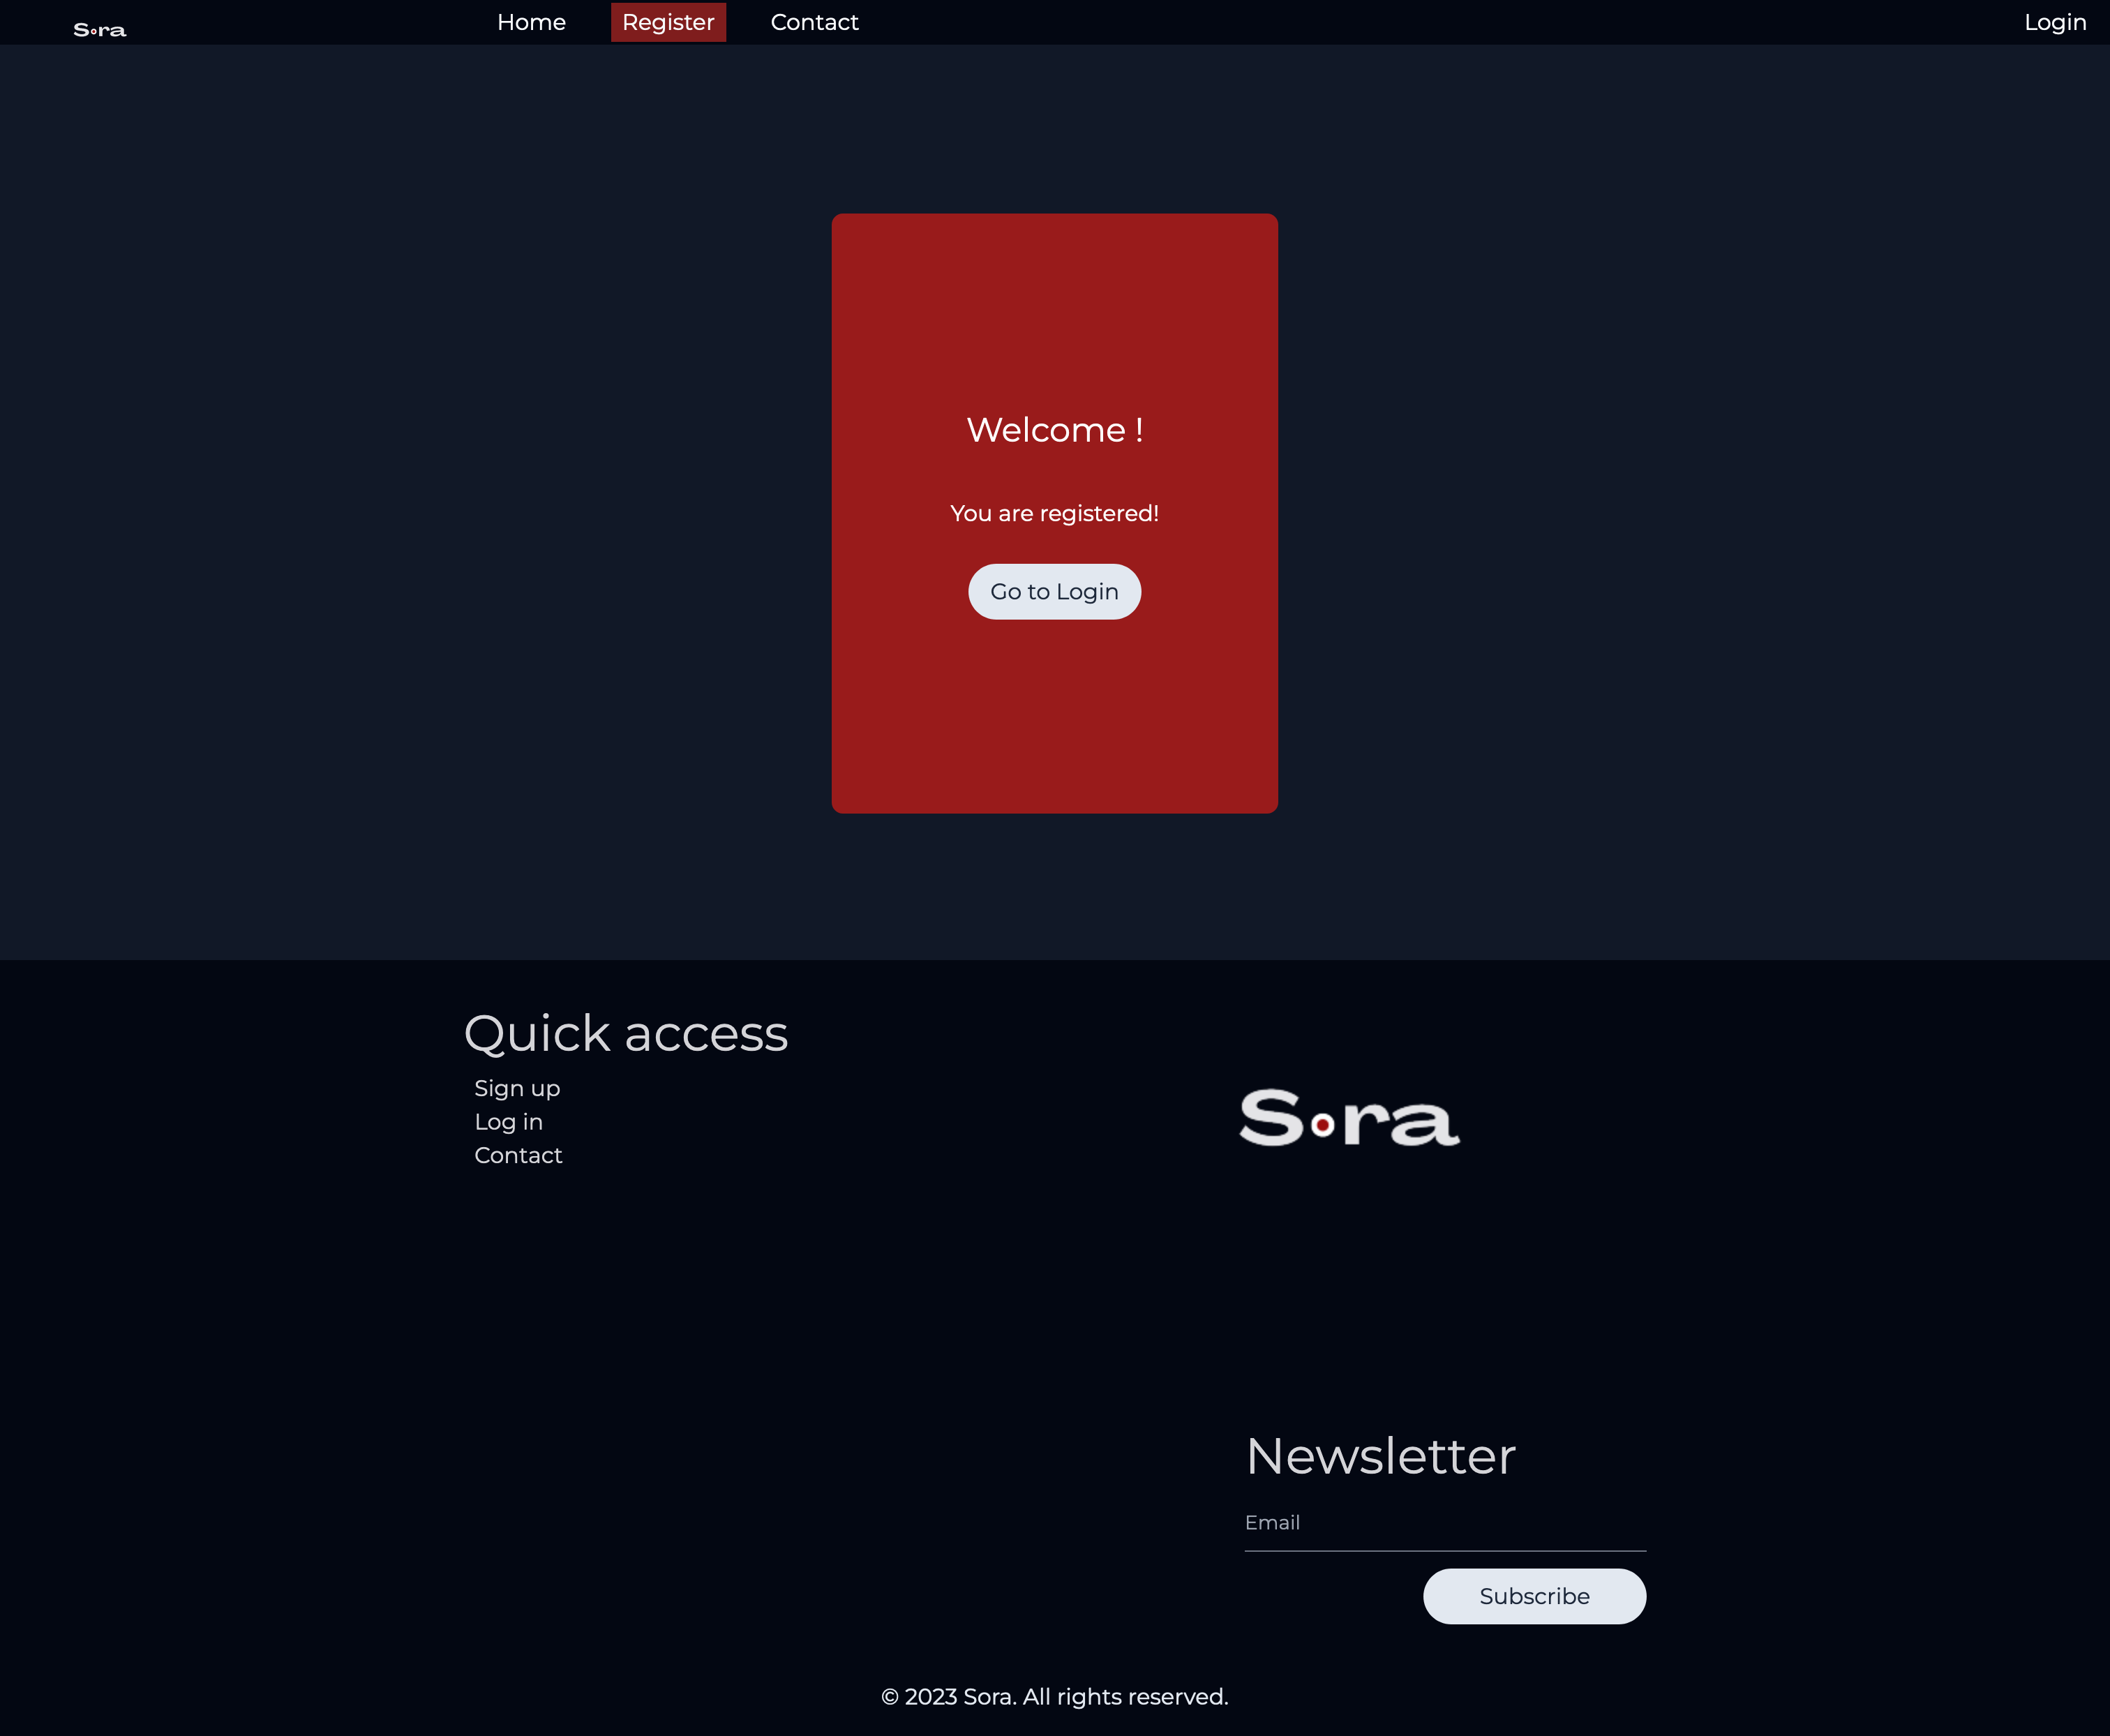 Sora
Home
Register
Contact
Login
Welcome !
You are registered!
Go to Login
Quick access
Sign up
Log in
Contact
Sora
Newsletter
Email
Subscribe
© 2023 Sora. All rights reserved.